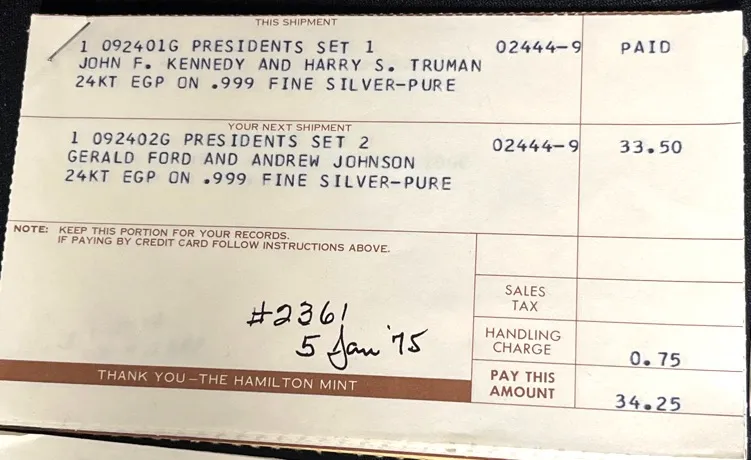 THIS SHIPMENT
1 092401G PRESIDENTS SET 1 02444-9 PAID
JOHN F. KENNEDY AND HARRY S. TRUMAN
24KT EGP ON .999 FINE SILVER-PURE
YOUR NEXT SHIPMENT
1 092402G PRESIDENTS SET 2 02444-9 33.50
GERALD FORD AND ANDREW JOHNSON
24KT EGP ON .999 FINE SILVER-PURE
NOTE: KEEP THIS PORTION FOR YOUR RECORDS.
IF PAYING BY CREDIT CARD FOLLOW INSTRUCTIONS ABOVE.
SALES
TAX
#2361
5 Jan '75
HANDLING
CHARGE 0.75
THANK YOU—THE HAMILTON MINT
PAY THIS
AMOUNT 34.25